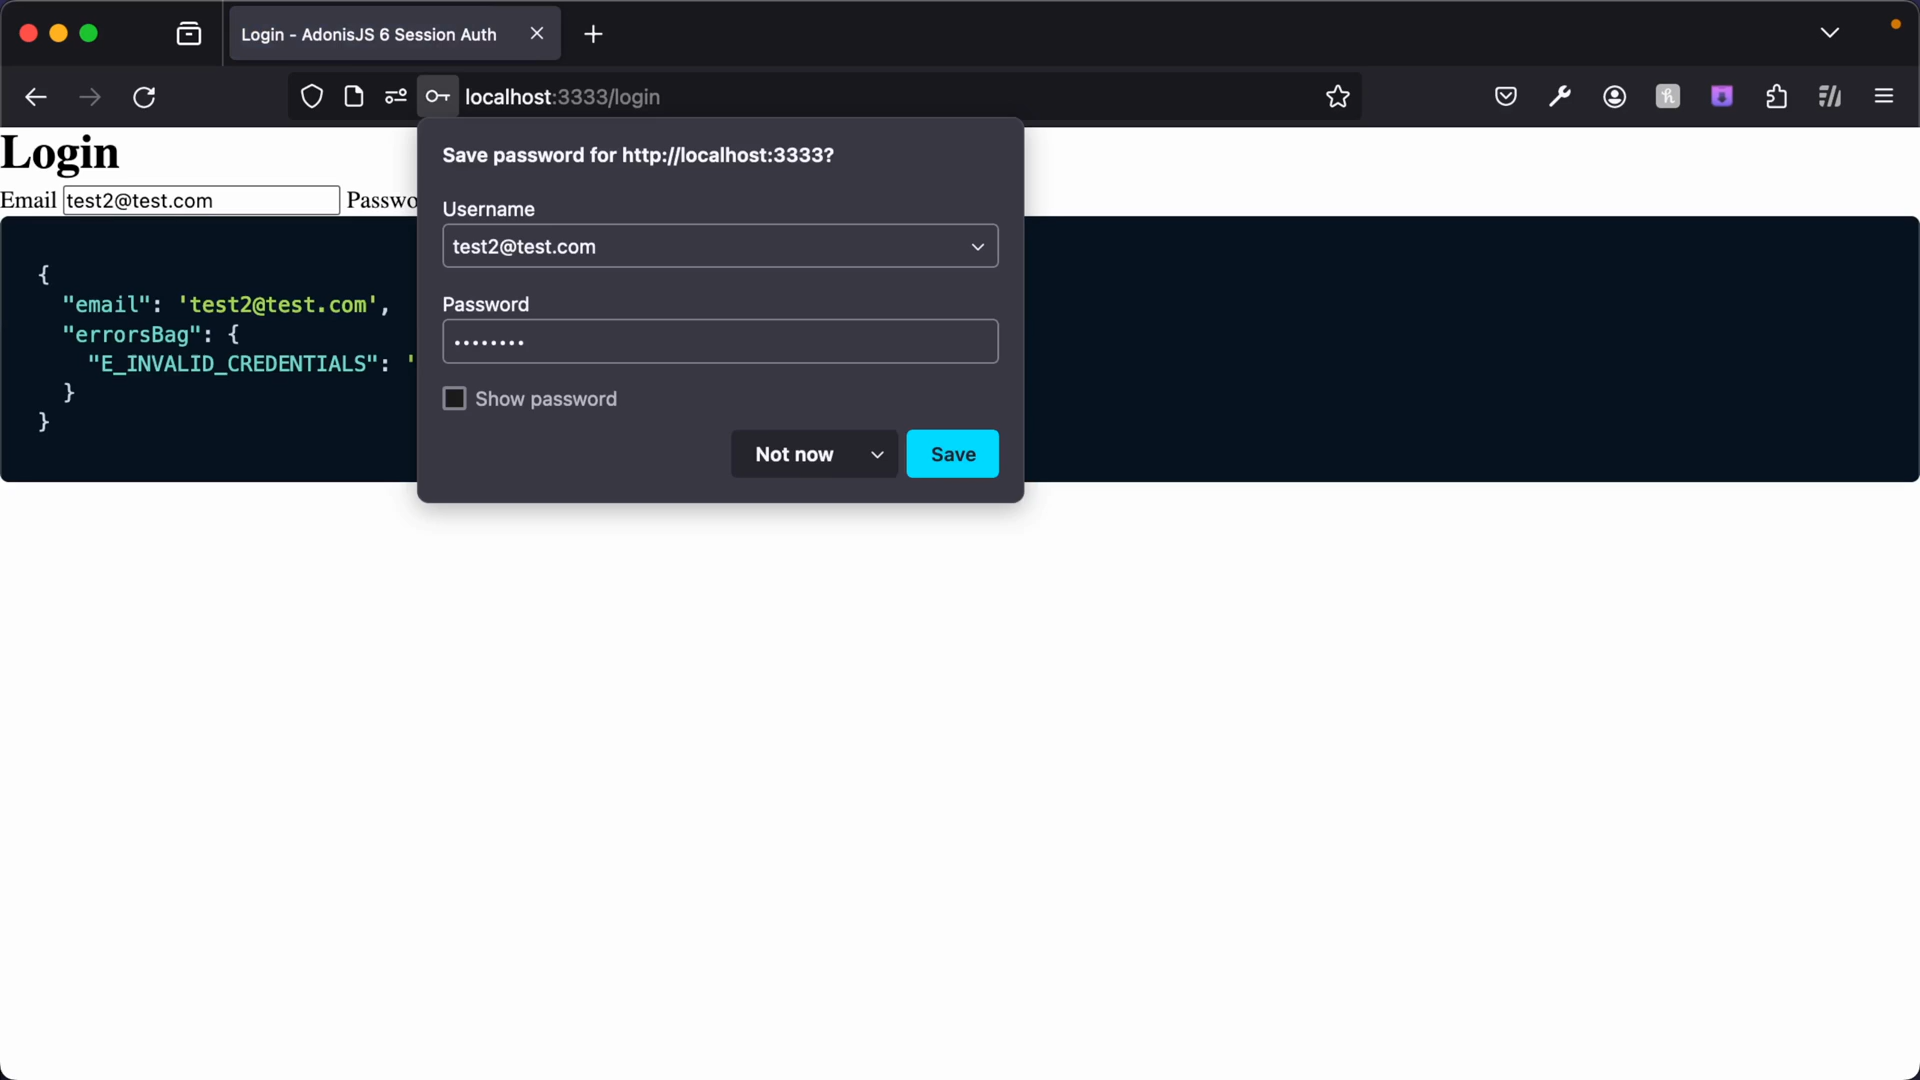 Login - AdonisJS 6 Session Auth
localhost:3333/login
Login
Email test2@test.com Passwo
{
"email": 'test2@test.com',
"errorsBag": {
"E_INVALID_CREDENTIALS": '
}
}
Save password for http://localhost:3333?
Username
test2@test.com
Password
••••••••
Show password
Not now
Save